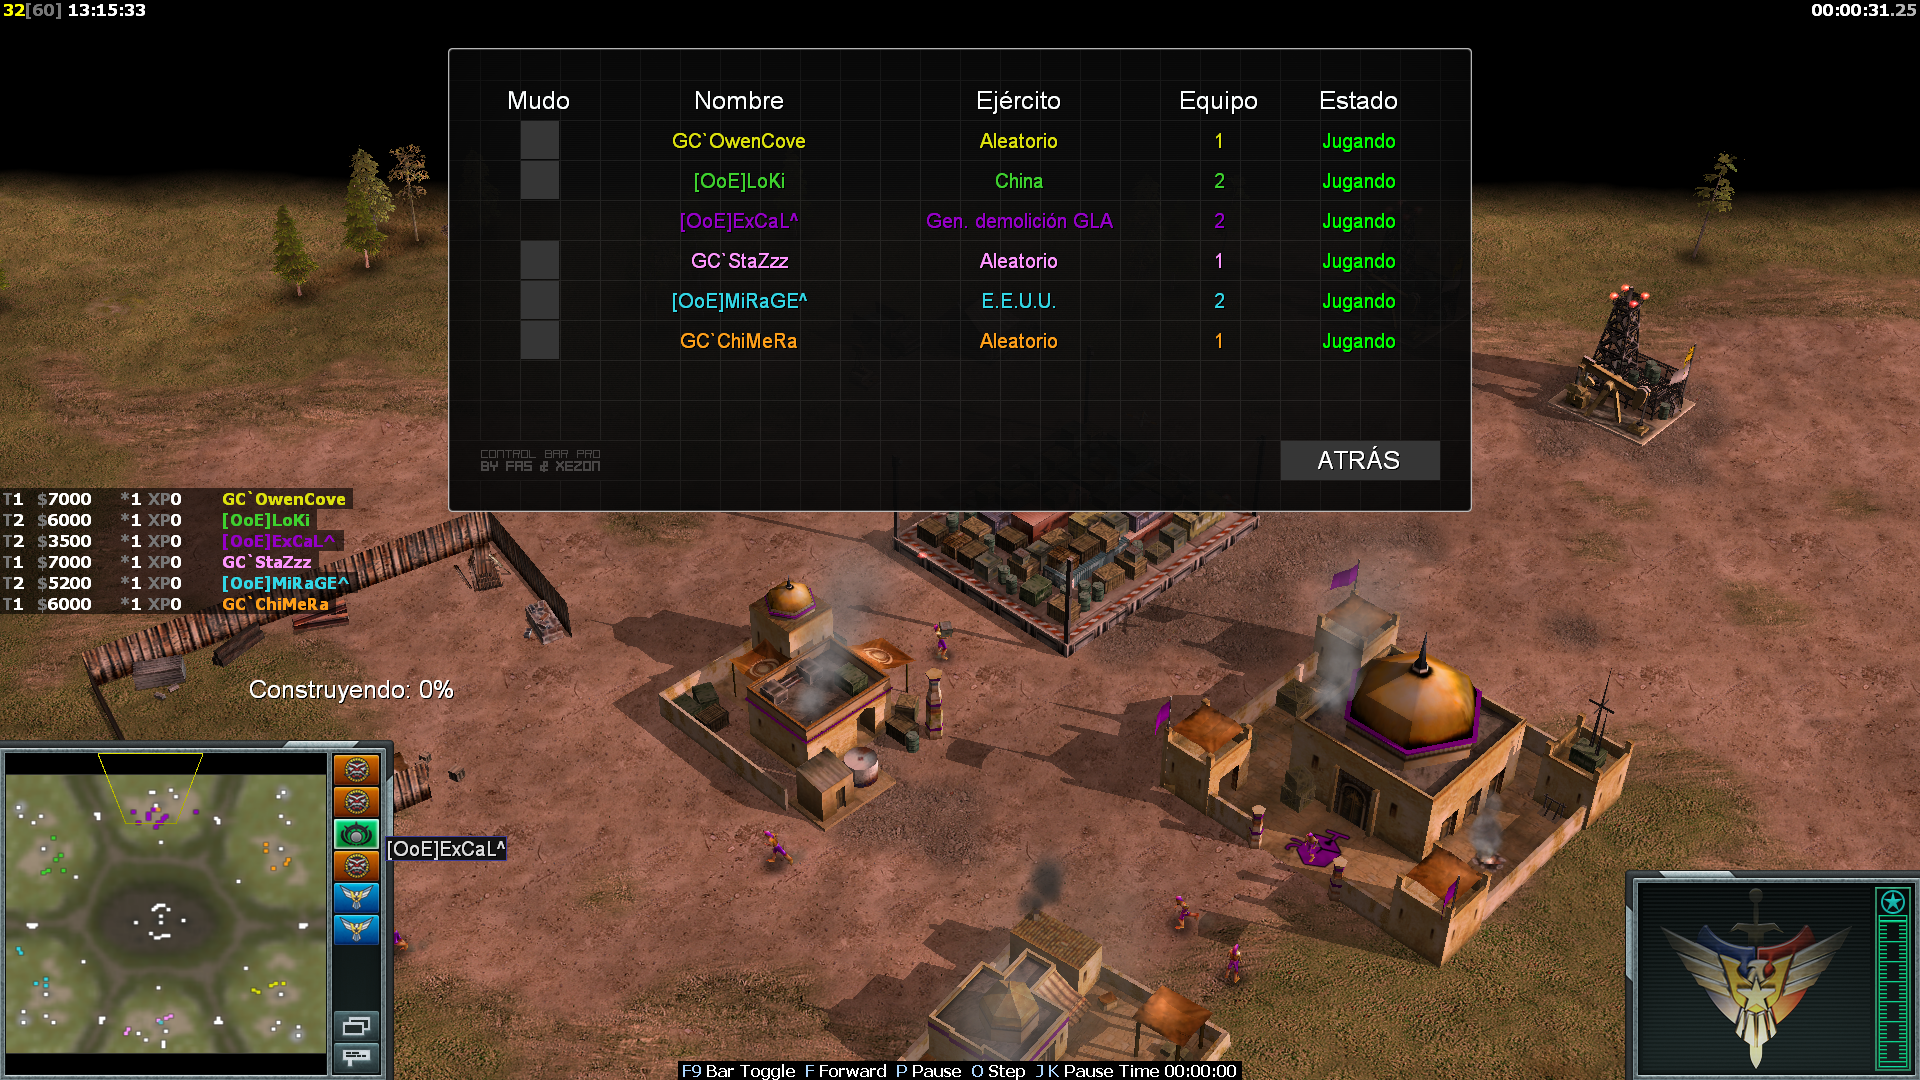 32[60] 13:15:33
00:00:31.25
Mudo Nombre Ejército Equipo Estado
GC`OwenCove Aleatorio 1 Jugando
[OoE]LoKi China 2 Jugando
[OoE]ExCaL^ Gen. demolición GLA 2 Jugando
GC`StaZzz Aleatorio 1 Jugando
[OoE]MiRaGE^ E.E.U.U. 2 Jugando
GC`ChiMeRa Aleatorio 1 Jugando
CONTROL BAR PRO
BY FAS & XEZON
ATRÁS
T1 $7000 *1 XP0 GC`OwenCove
T2 $6000 *1 XP0 [OoE]LoKi
T2 $3500 *1 XP0 [OoE]ExCaL^
T1 $7000 *1 XP0 GC`StaZzz
T2 $5200 *1 XP0 [OoE]MiRaGE^
T1 $6000 *1 XP0 GC`ChiMeRa
Construyendo: 0%
[OoE]ExCaL^
F9 Bar Toggle F Forward P Pause O Step J K Pause Time 00:00:00